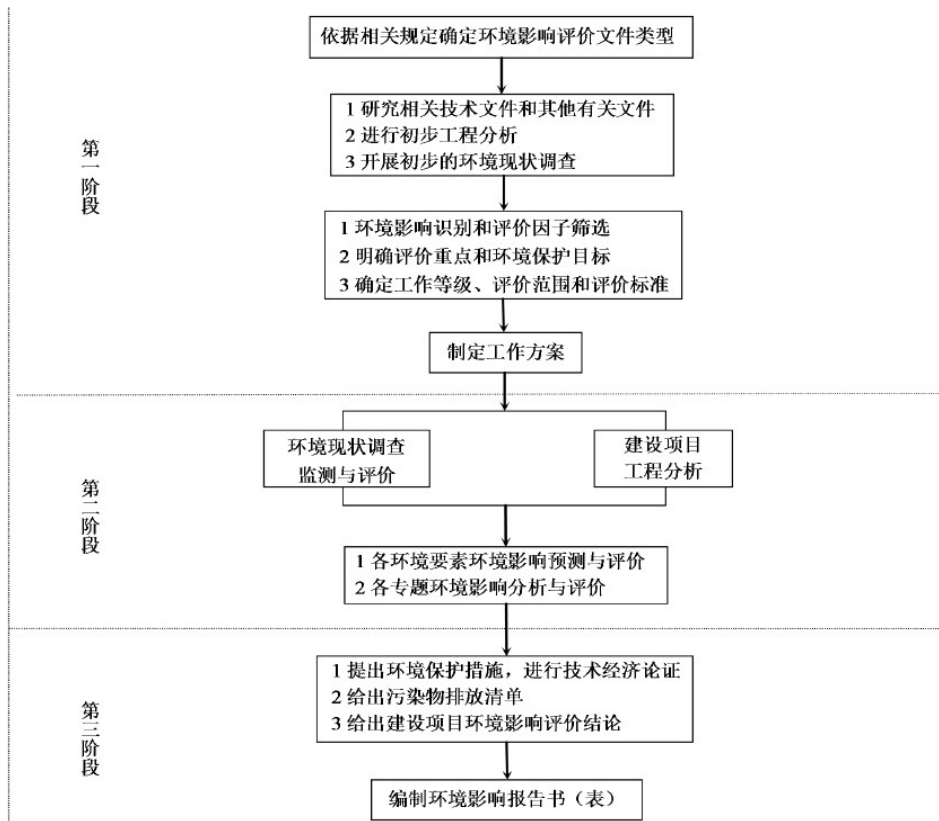 依据相关规定确定环境影响评价文件类型
1 研究相关技术文件和其他有关文件
2 进行初步工程分析
3 开展初步的环境现状调查
第一阶段
1 环境影响识别和评价因子筛选
2 明确评价重点和环境保护目标
3 确定工作等级、评价范围和评价标准
制定工作方案
环境现状调查
监测与评价
建设项目
工程分析
第二阶段
1 各环境要素环境影响预测与评价
2 各专题环境影响分析与评价
1 提出环境保护措施，进行技术经济论证
2 给出污染物排放清单
3 给出建设项目环境影响评价结论
第三阶段
编制环境影响报告书（表）